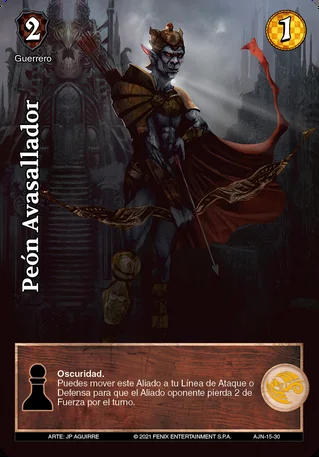 2
1
Guerrero
Peón Avasallador
Oscuridad.
Puedes mover este Aliado a tu Línea de Ataque o
Defensa para que el Aliado oponente pierda 2 de
Fuerza por el turno.
ARTE: JP AGUIRRE © 2021 FENIX ENTERTAINMENT S.P.A. AJN-15-30